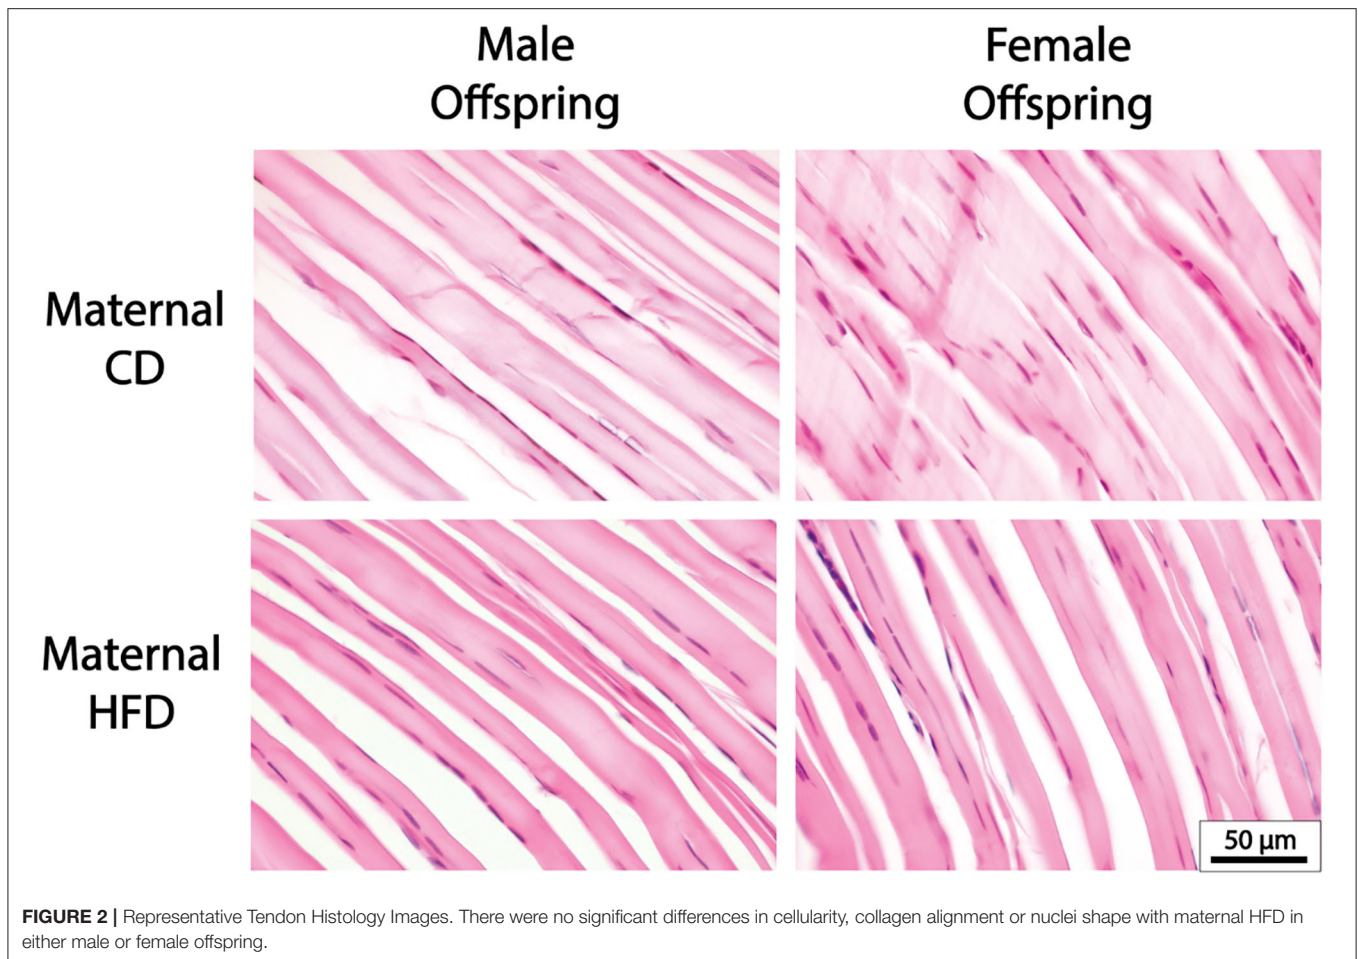 Male
Offspring
Female
Offspring
Maternal
CD
Maternal
HFD
50 µm
FIGURE 2 | Representative Tendon Histology Images. There were no significant differences in cellularity, collagen alignment or nuclei shape with maternal HFD in
either male or female offspring.